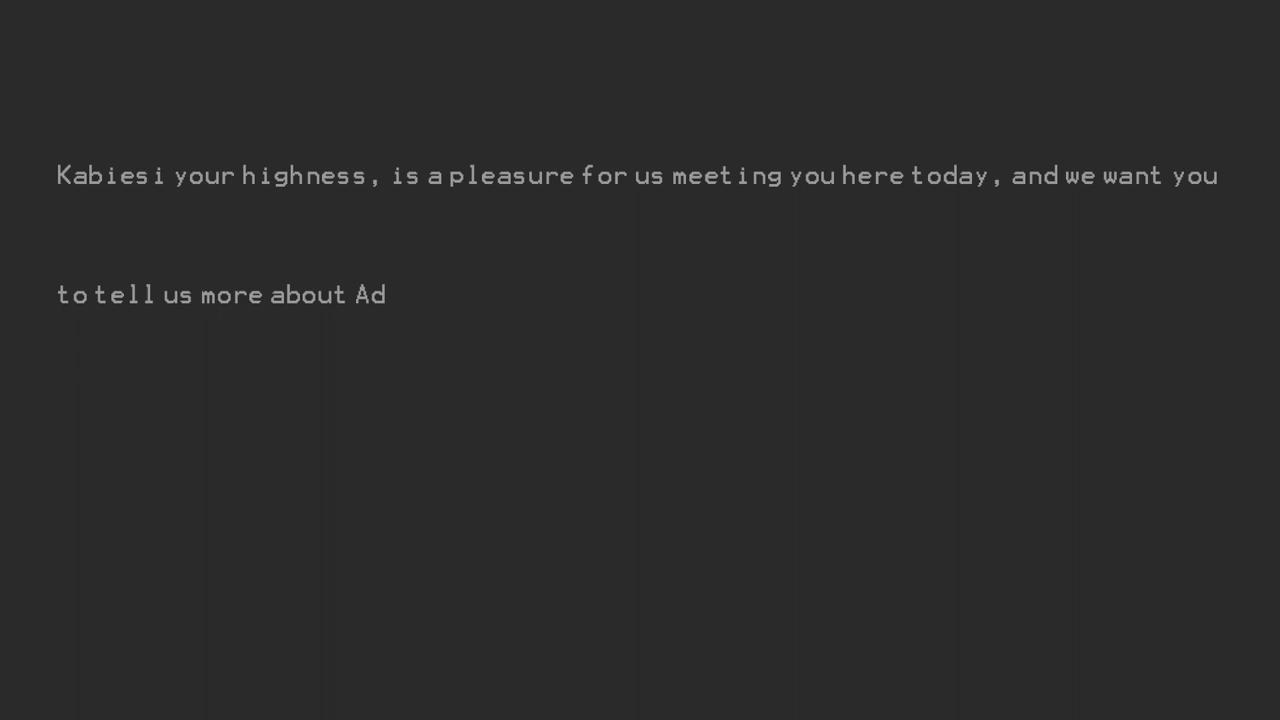 Kabiesi your highness, is a pleasure for us meeting you here today, and we want you
to tell us more about Ad